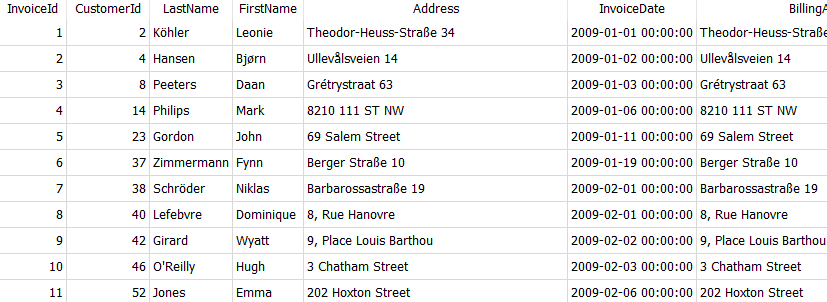 InvoiceId CustomerId LastName FirstName Address InvoiceDate BillingA
1 2 Köhler Leonie Theodor-Heuss-Straße 34 2009-01-01 00:00:00 Theodor-Heuss-Straße
2 4 Hansen Bjørn Ullevålsveien 14 2009-01-02 00:00:00 Ullevålsveien 14
3 8 Peeters Daan Grétrystraat 63 2009-01-03 00:00:00 Grétrystraat 63
4 14 Philips Mark 8210 111 ST NW 2009-01-06 00:00:00 8210 111 ST NW
5 23 Gordon John 69 Salem Street 2009-01-11 00:00:00 69 Salem Street
6 37 Zimmermann Fynn Berger Straße 10 2009-01-19 00:00:00 Berger Straße 10
7 38 Schröder Niklas Barbarossastraße 19 2009-02-01 00:00:00 Barbarossastraße 19
8 40 Lefebvre Dominique 8, Rue Hanovre 2009-02-01 00:00:00 8, Rue Hanovre
9 42 Girard Wyatt 9, Place Louis Barthou 2009-02-02 00:00:00 9, Place Louis Barthou
10 46 O'Reilly Hugh 3 Chatham Street 2009-02-03 00:00:00 3 Chatham Street
11 52 Jones Emma 202 Hoxton Street 2009-02-06 00:00:00 202 Hoxton Street